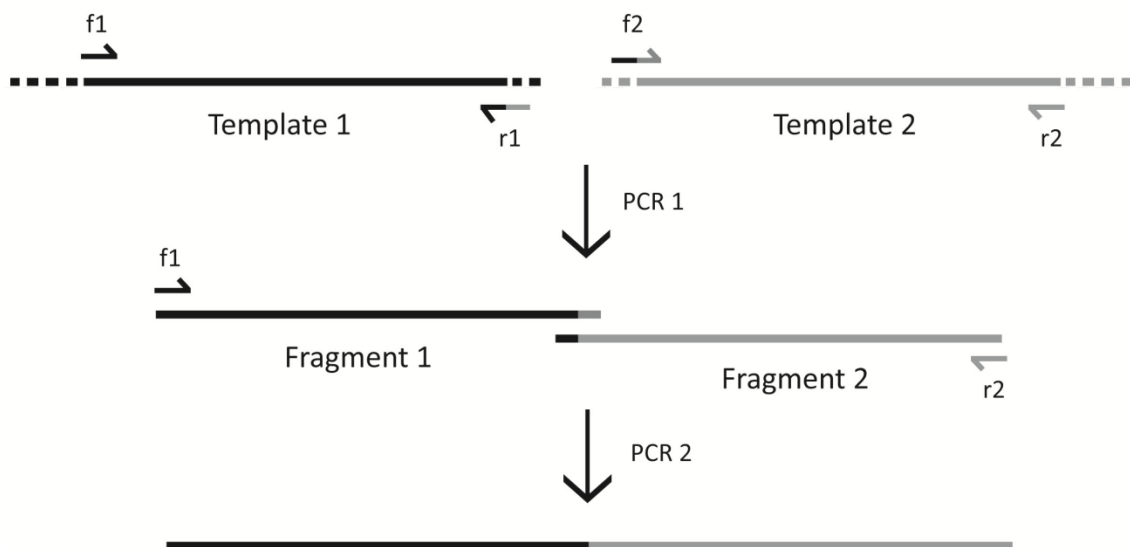 f1
f2
Template 1
r1
Template 2
r2
PCR 1
f1
Fragment 1
Fragment 2
r2
PCR 2